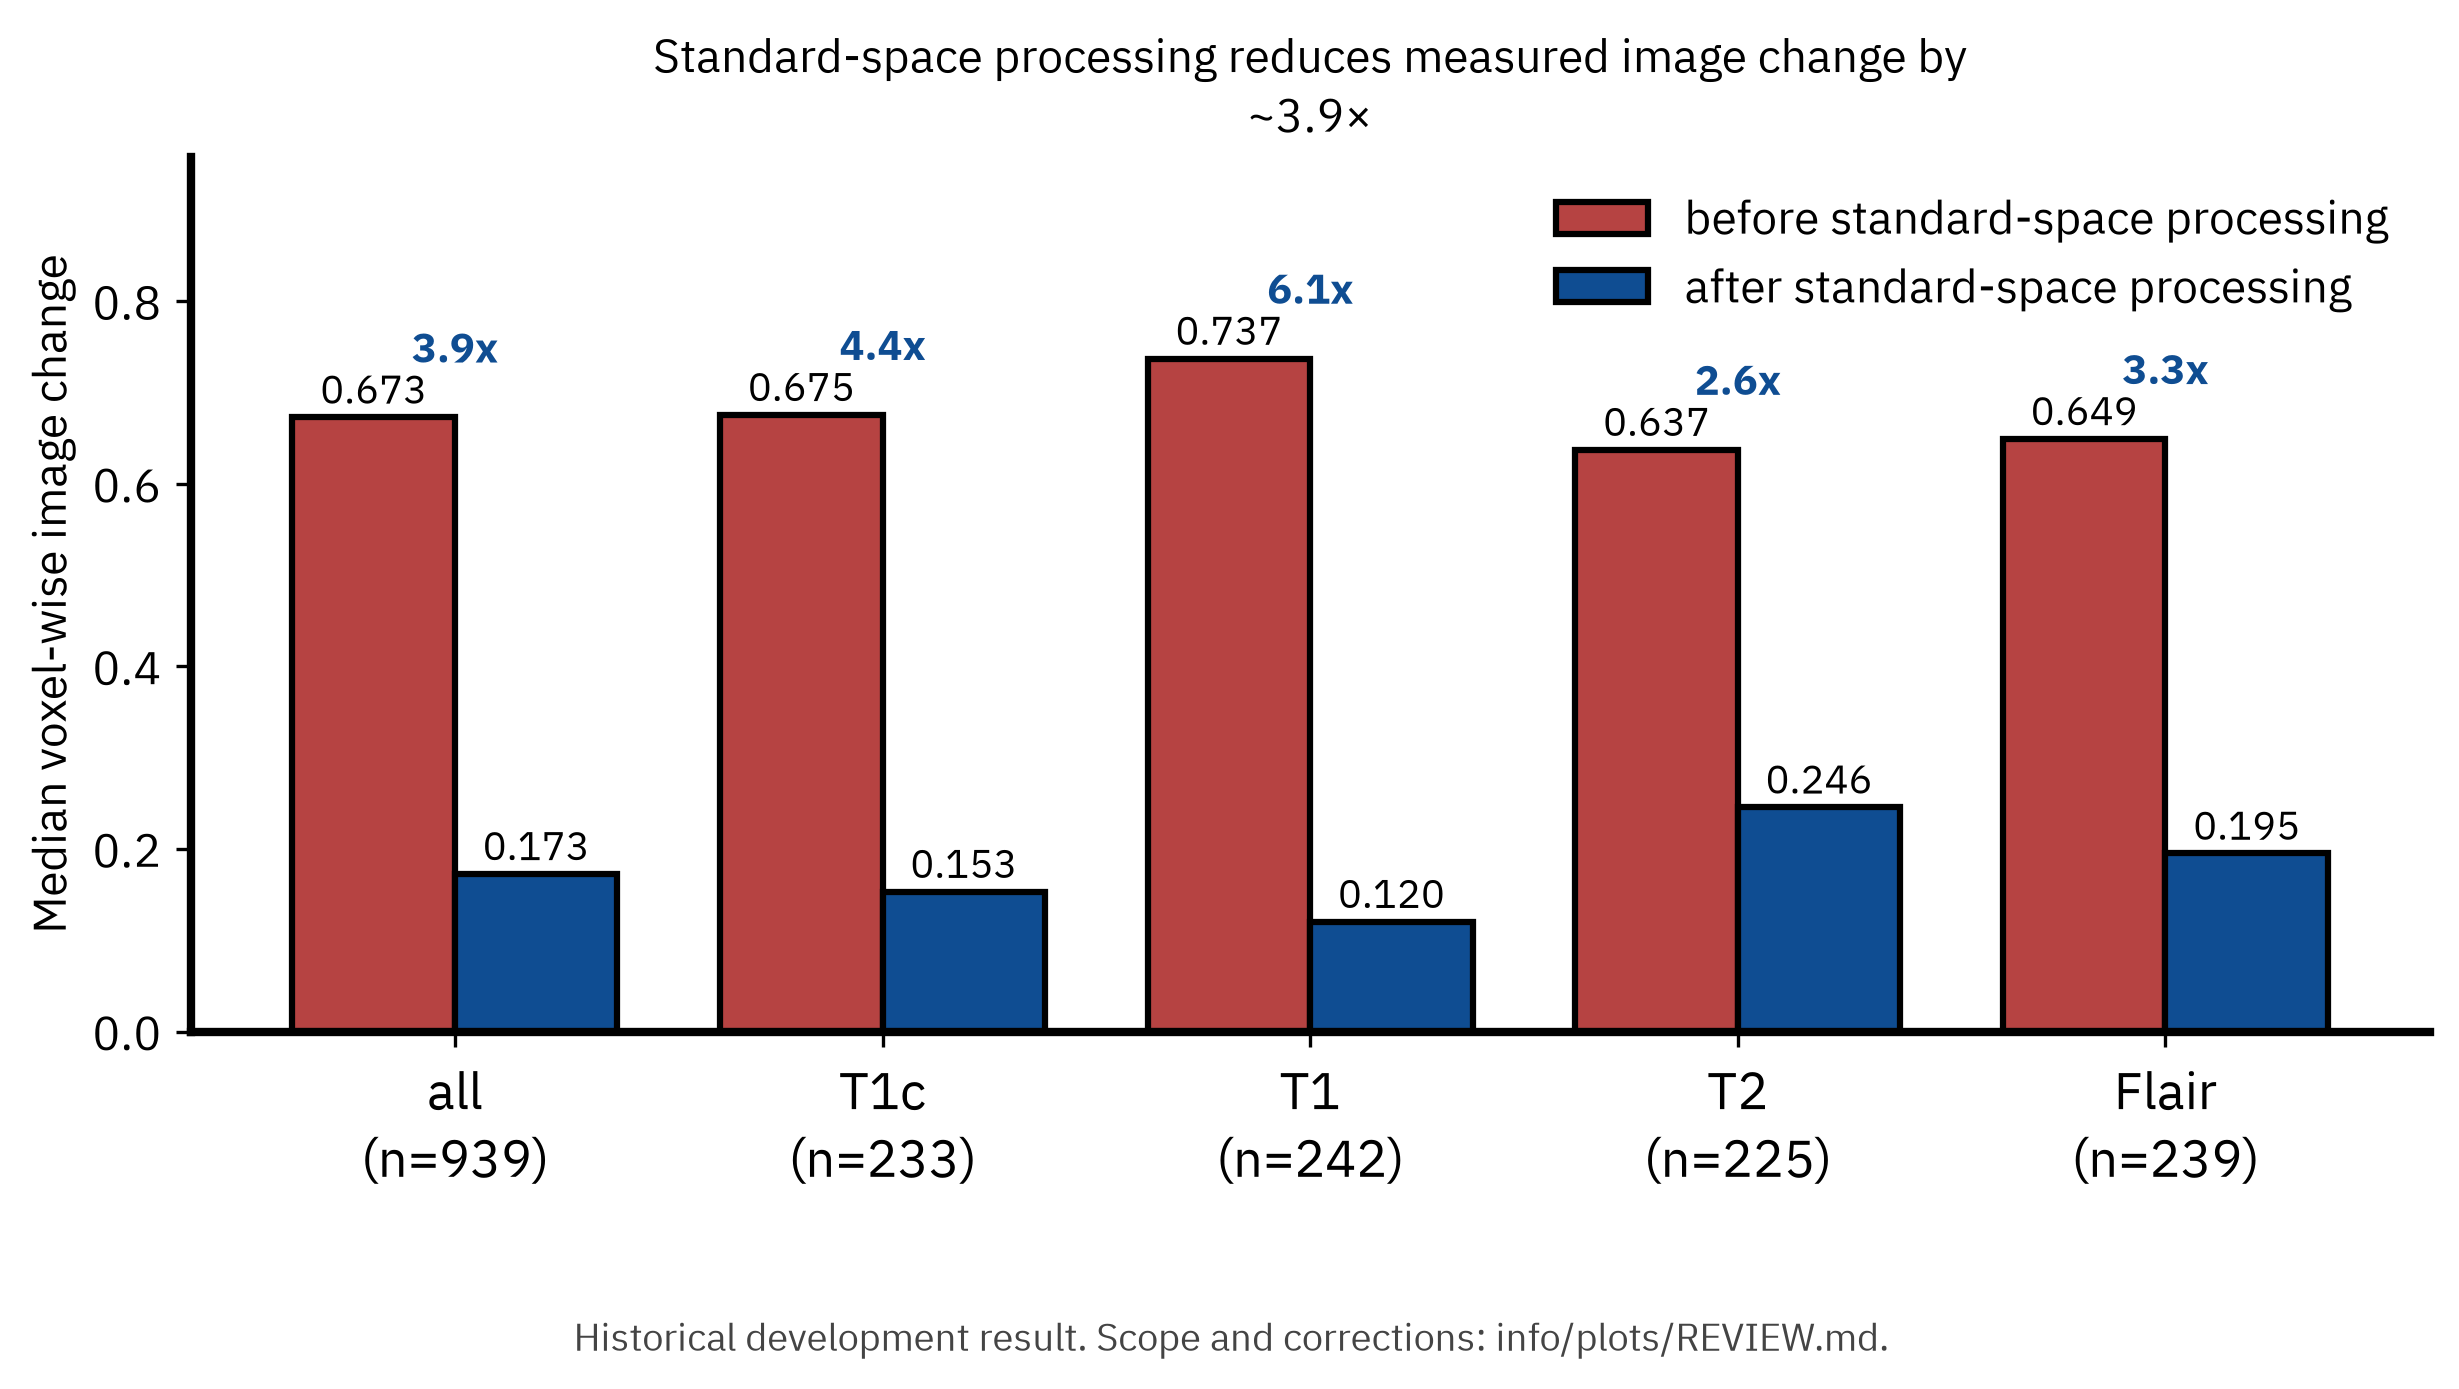 Standard-space processing reduces measured image change by
~3.9×
before standard-space processing
after standard-space processing
Median voxel-wise image change
0.8
0.6
0.4
0.2
0.0
3.9x
0.673
0.173
4.4x
0.675
0.153
6.1x
0.737
0.120
2.6x
0.637
0.246
3.3x
0.649
0.195
all
(n=939)
T1c
(n=233)
T1
(n=242)
T2
(n=225)
Flair
(n=239)
Historical development result. Scope and corrections: info/plots/REVIEW.md.